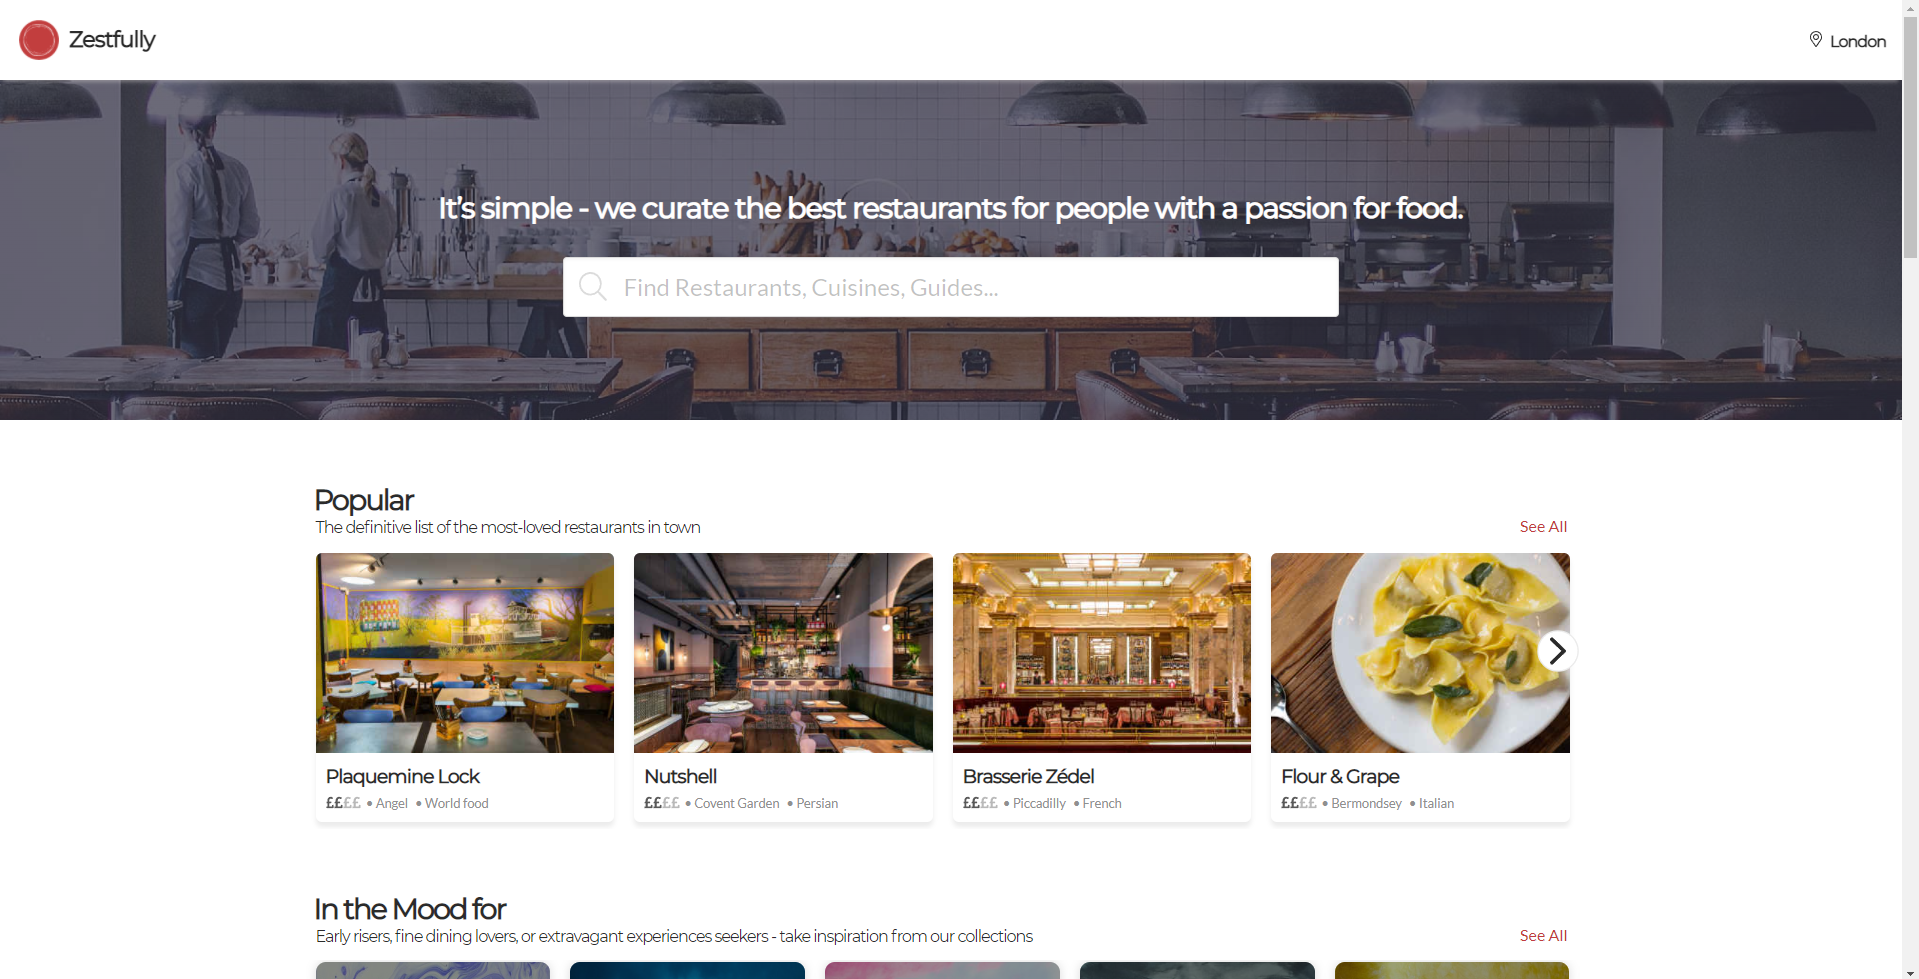 Zestfully
London
It's simple - we curate the best restaurants for people with a passion for food.
Find Restaurants, Cuisines, Guides...
Popular
The definitive list of the most-loved restaurants in town
See All
Plaquemine Lock
££££ • Angel • World food
Nutshell
££££ • Covent Garden • Persian
Brasserie Zédel
££££ • Piccadilly • French
Flour & Grape
££££ • Bermondsey • Italian
In the Mood for
Early risers, fine dining lovers, or extravagant experiences seekers - take inspiration from our collections
See All